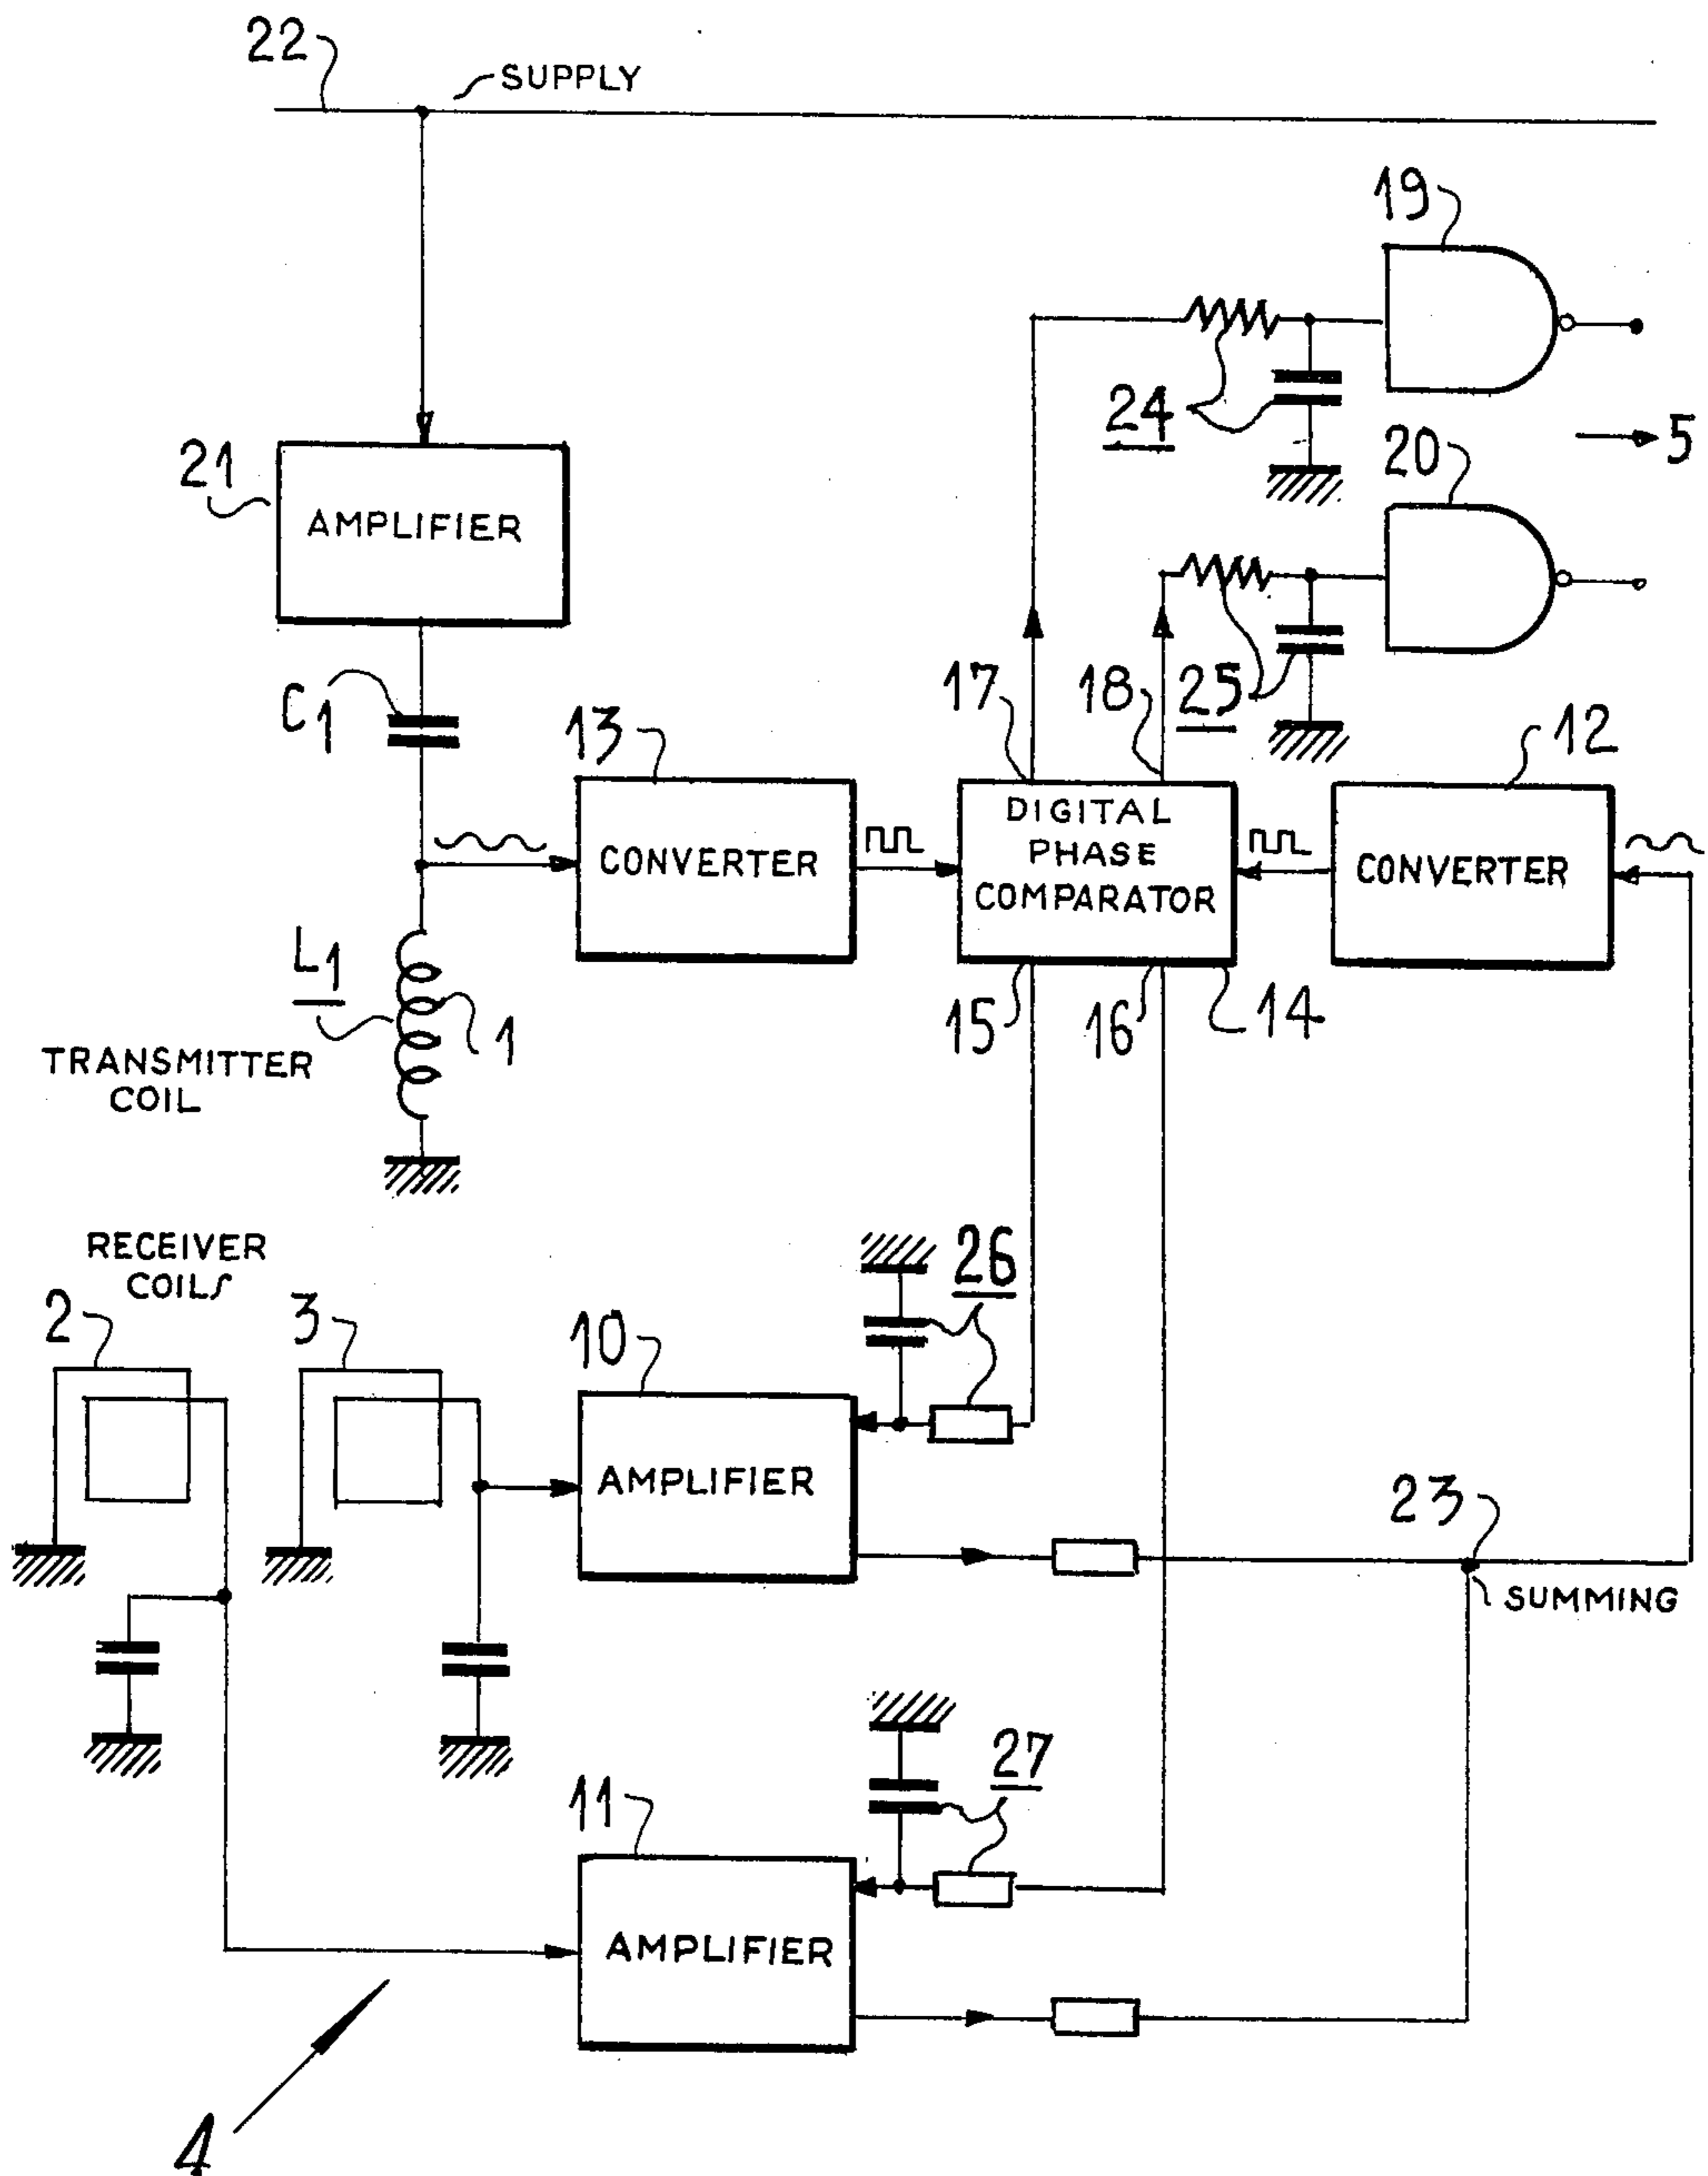 22
SUPPLY
19
24
5
21
AMPLIFIER
20
C1
17
18
25
13
12
DIGITAL
PHASE
COMPARATOR
CONVERTER
CONVERTER
L1
1
15
16
14
TRANSMITTER
COIL
RECEIVER
COILS
26
2
3
10
AMPLIFIER
23
SUMMING
27
11
AMPLIFIER
4